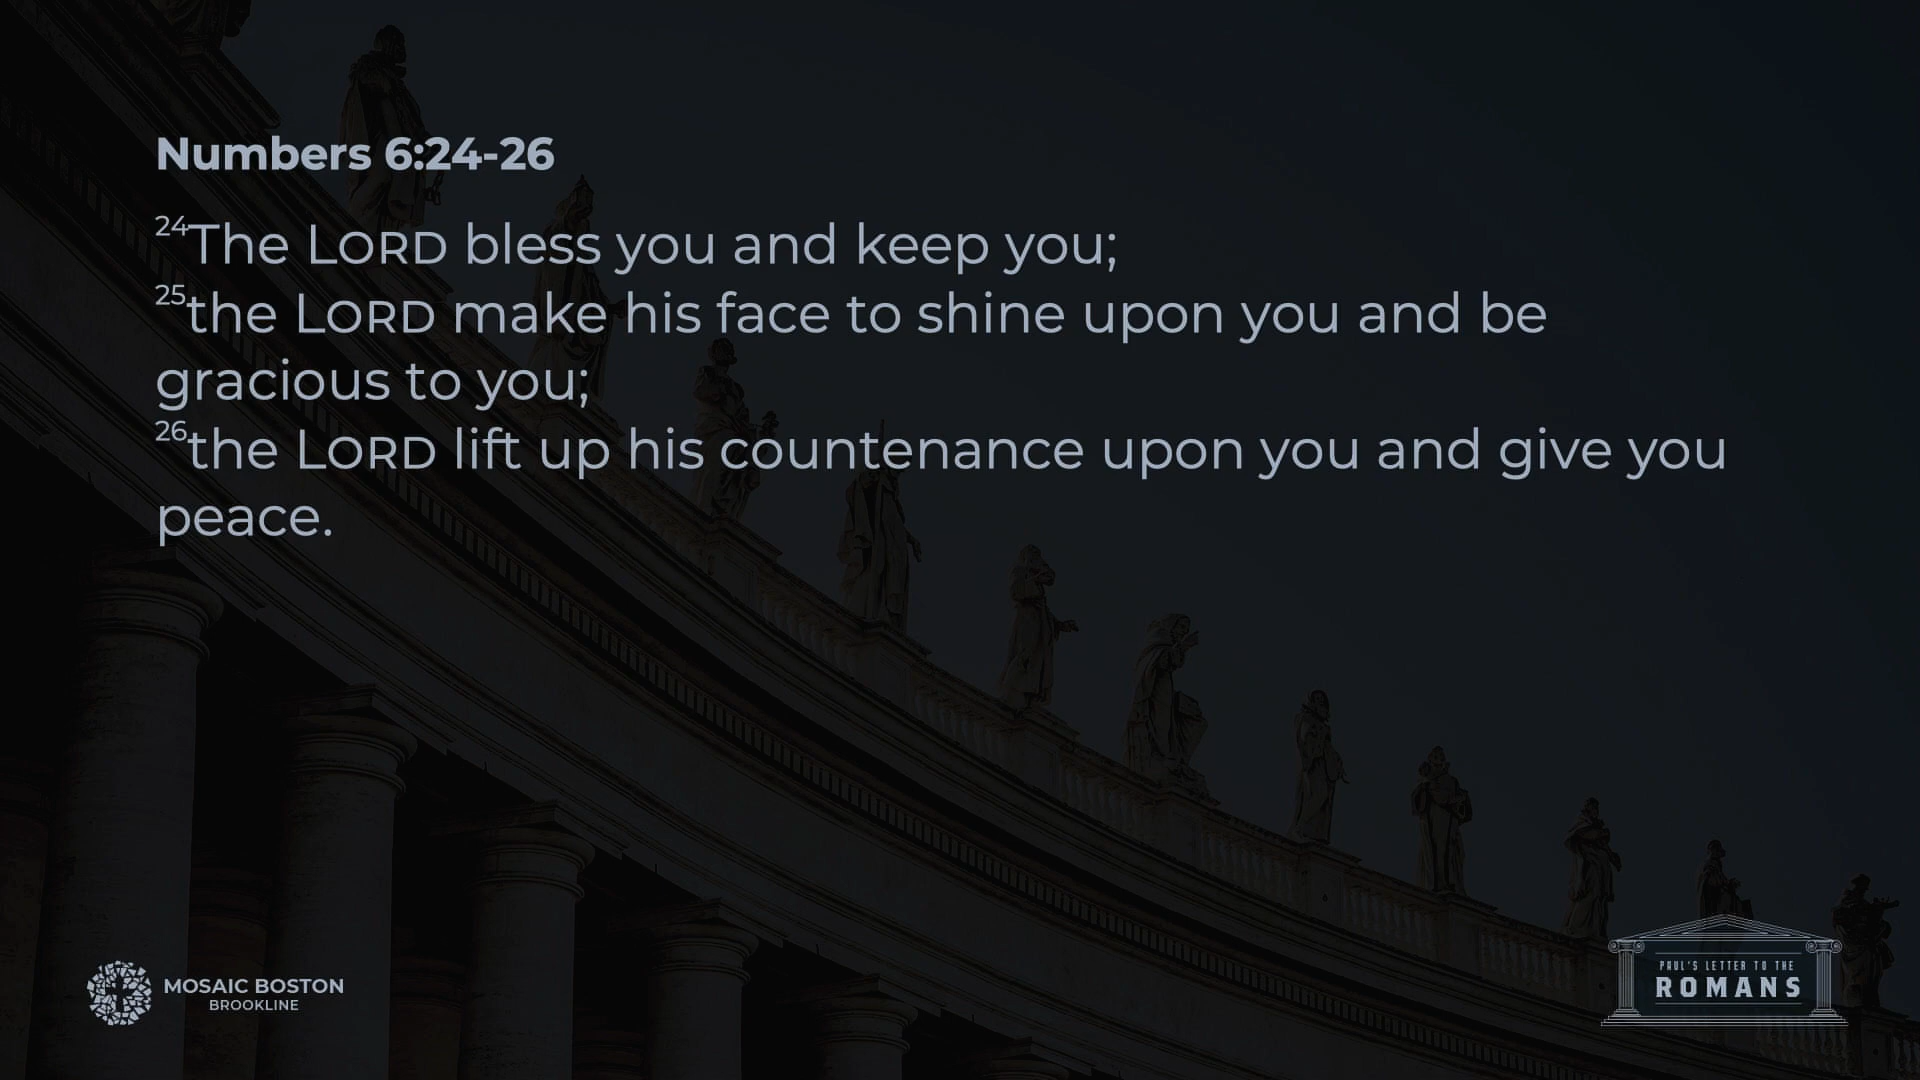 Numbers 6:24-26
24The LORD bless you and keep you;
25the LORD make his face to shine upon you and be
gracious to you;
26the LORD lift up his countenance upon you and give you
peace.
MOSAIC BOSTON
BROOKLINE
PAUL'S LETTER TO THE
ROMANS